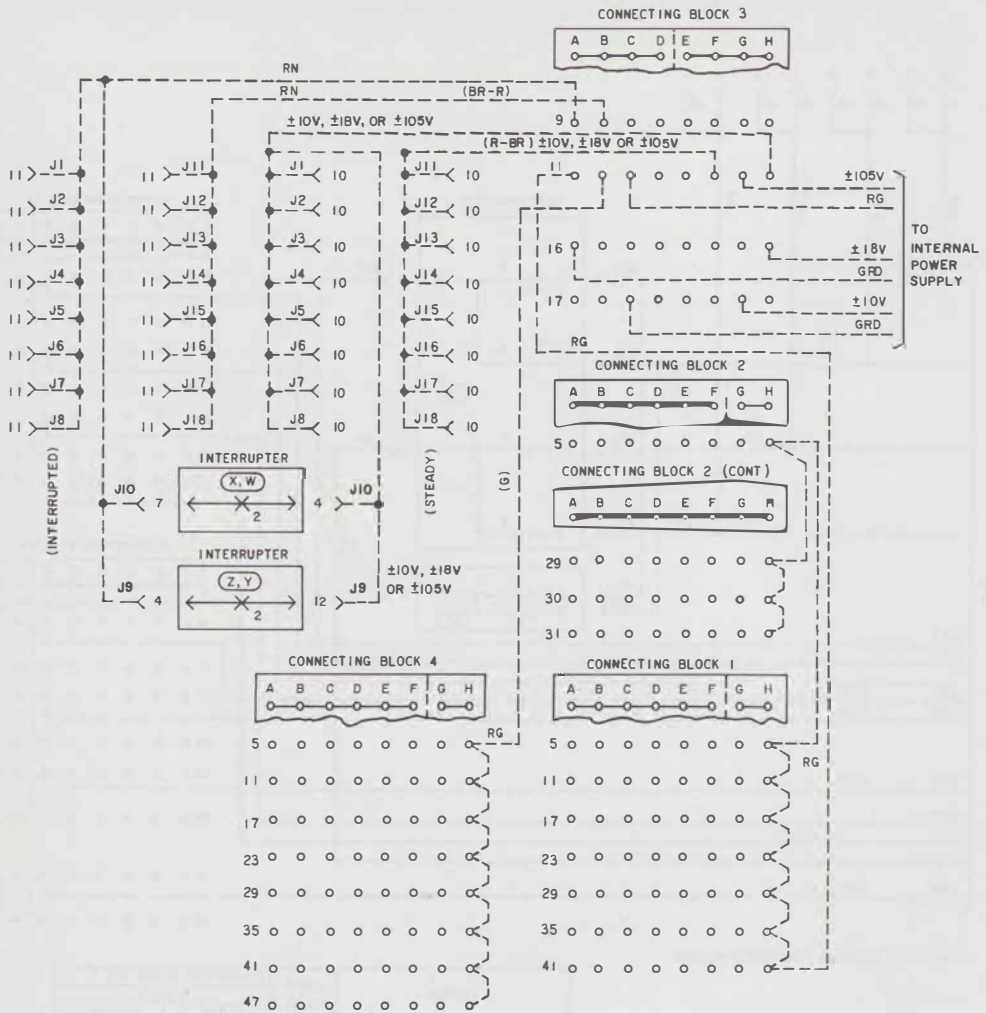 CONNECTING BLOCK 3
A B C D E F G H
RN
RN (BR-R)
9
±10V, ±18V, OR ±105V
(R-BR) ±10V, ±18V OR ±105V
11 J1 11 J11 J1 10 J11 10 11 ±105V
RG
11 J2 11 J12 J2 10 J12 10
TO INTERNAL POWER SUPPLY
11 J3 11 J13 J3 10 J13 10 16 ±18V
GRD
11 J4 11 J14 J4 10 J14 10
11 J5 11 J15 J5 10 J15 10 17 ±10V
GRD
11 J6 11 J16 J6 10 J16 10 RG
CONNECTING BLOCK 2
11 J7 11 J17 J7 10 J17 10
A B C D E F G H
11 J8 11 J18 J8 10 J18 10
5
(INTERRUPTED)
(STEADY)
(G)
INTERRUPTER
CONNECTING BLOCK 2 (CONT)
(X, W)
A B C D E F G
J10 7 2 4 J10
INTERRUPTER
29
(Z, Y)
±10V, ±18V
OR ±105V
J9 4 2 12 J9
30
31
CONNECTING BLOCK 4
A B C D E F G H
RG
5
11
17
23
29
35
41
47
CONNECTING BLOCK 1
A B C D E F G H
5
RG
11
17
23
29
35
41